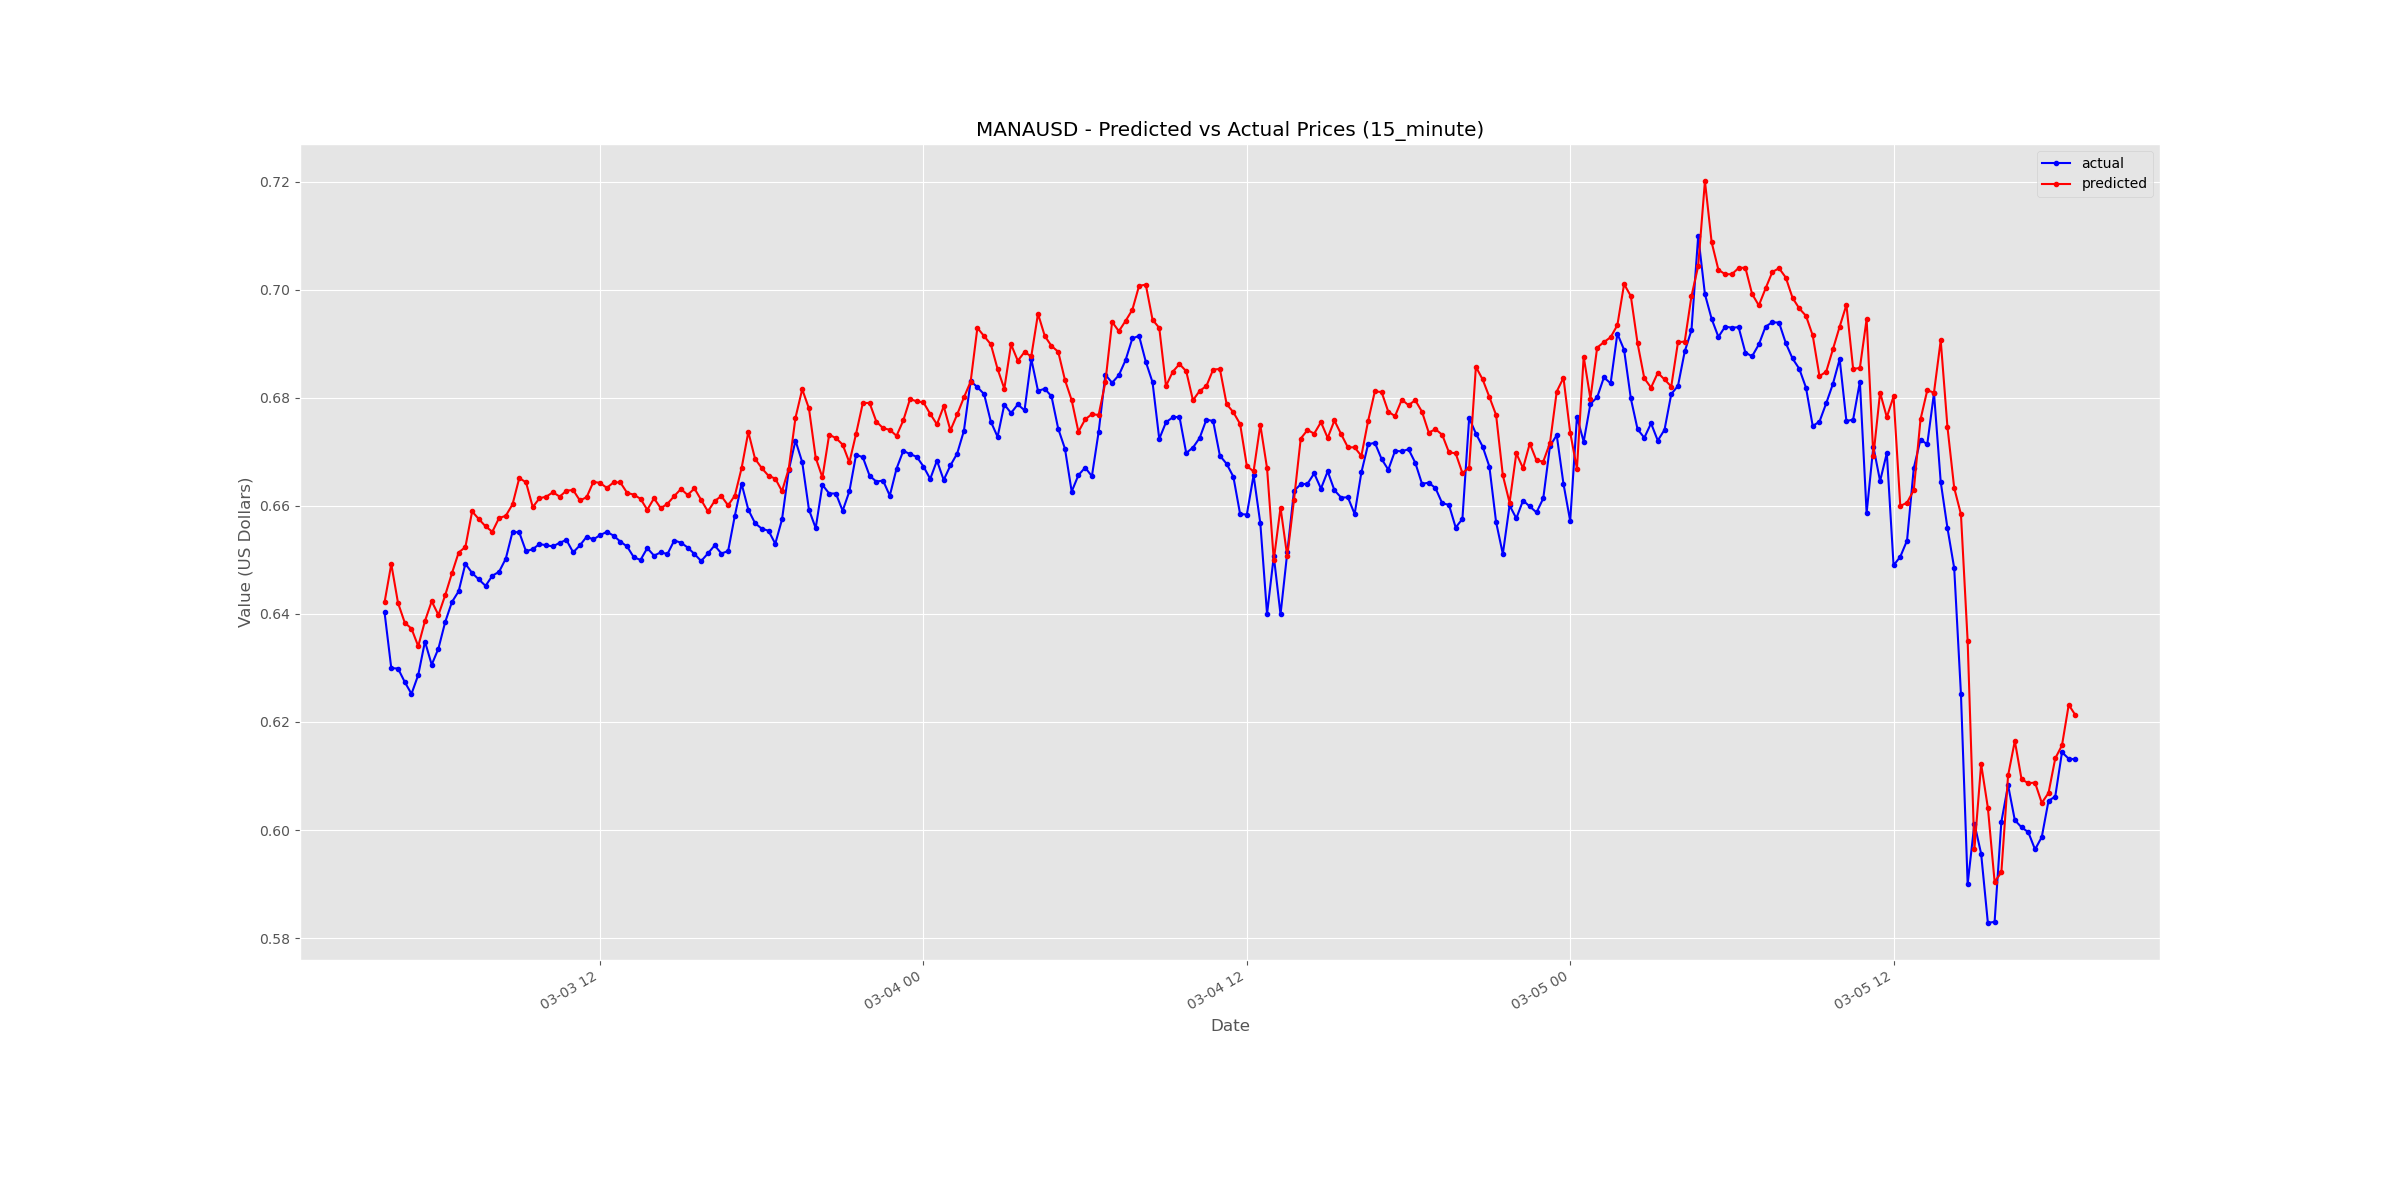 MANAUSD - Predicted vs Actual Prices (15_minute)
actual
predicted
0.72
0.70
0.68
0.66
0.64
0.62
0.60
0.58
Value (US Dollars)
03-03 12
03-04 00
03-04 12
03-05 00
03-05 12
Date